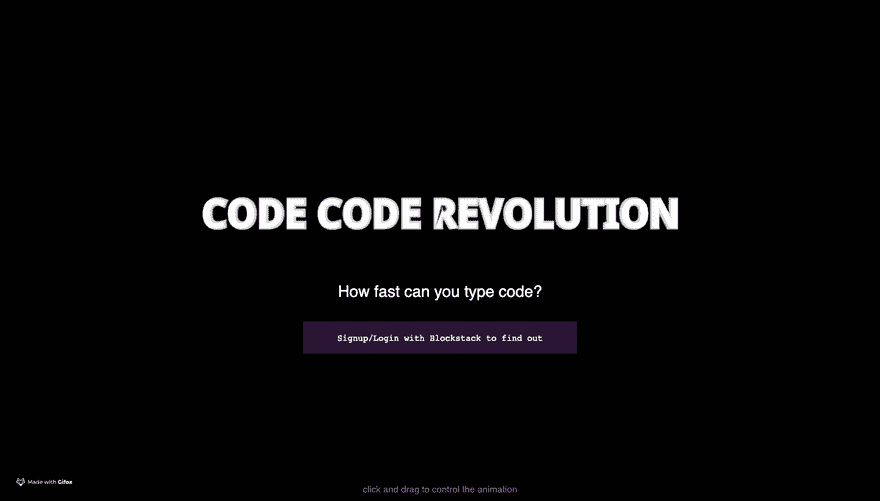 CODE CODE REVOLUTION
How fast can you type code?
Signup/Login with Blockstack to find out
Made with Gifox
click and drag to control the animation